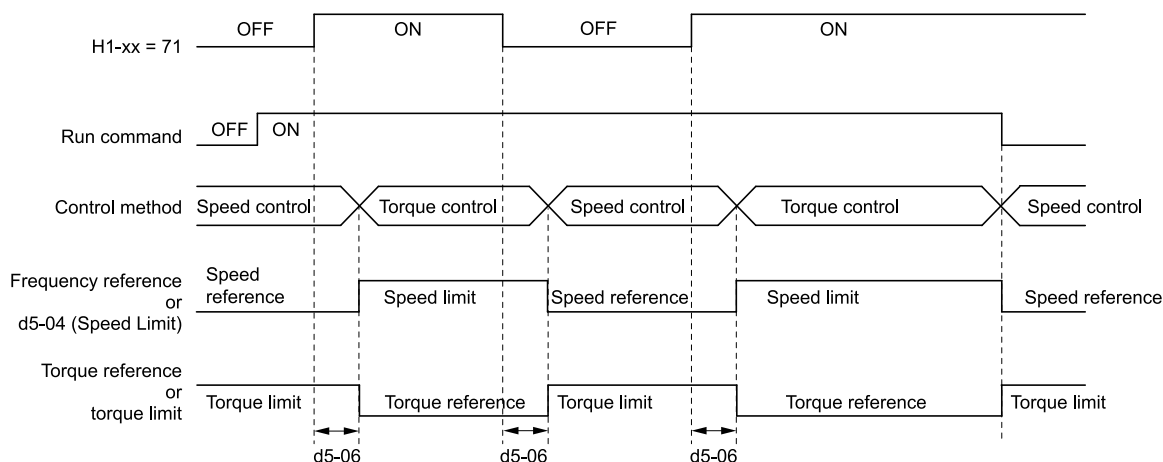 OFF ON OFF ON
H1-xx = 71
Run command OFF ON
Control method Speed control Torque control Speed control Torque control Speed control
Frequency reference
or
d5-04 (Speed Limit)
Speed
reference
Speed limit Speed reference Speed limit Speed reference
Torque reference
or
torque limit
Torque limit Torque reference Torque limit Torque reference Torque limit
d5-06 d5-06 d5-06